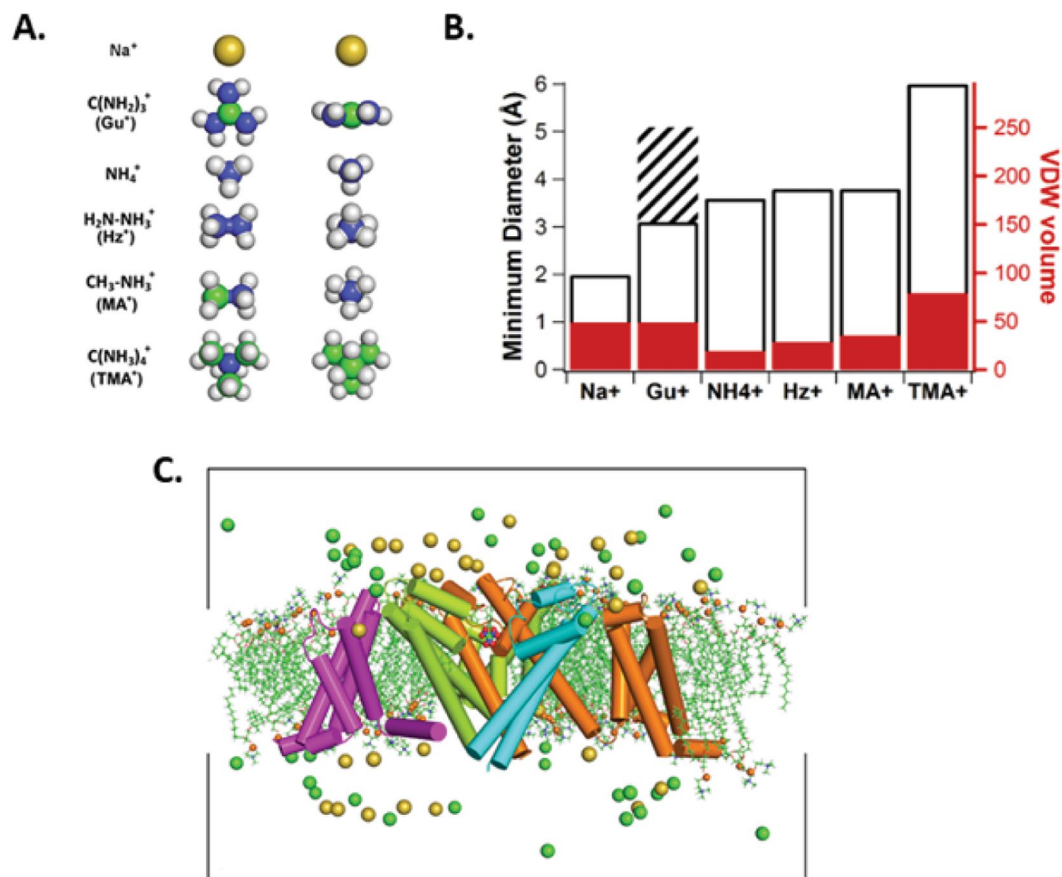 A.
Na⁺
C(NH₂)₃⁺
(Gu⁺)
NH₄⁺
H₂N-NH₃⁺
(Hz⁺)
CH₃-NH₃⁺
(MA⁺)
C(NH₃)₄⁺
(TMA⁺)
B.
Minimum Diameter (Å)
6
5
4
3
2
1
0
VDW volume
250
200
150
100
50
0
Na+ Gu+ NH4+ Hz+ MA+ TMA+
C.